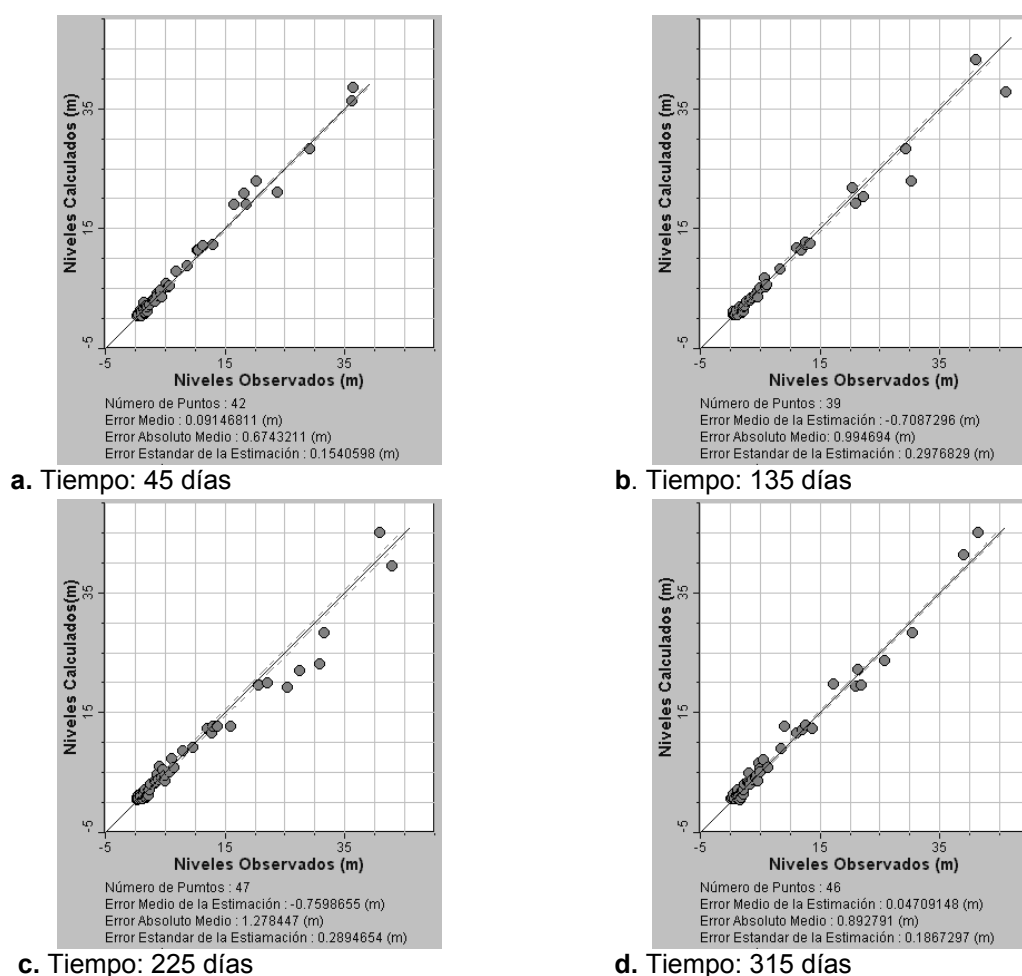 Niveles Calculados (m)
35
15
-5
-5 15 35
Niveles Observados (m)
Número de Puntos : 42
Error Medio : 0.09146811 (m)
Error Absoluto Medio : 0.6743211 (m)
Error Estandar de la Estimación : 0.1540598 (m)
a. Tiempo: 45 días
Niveles Calculados (m)
35
15
-5
-5 15 35
Niveles Observados (m)
Número de Puntos : 39
Error Medio de la Estimación : -0.7087296 (m)
Error Absoluto Medio: 0.994694 (m)
Error Estandar de la Estimación : 0.2976829 (m)
b. Tiempo: 135 días
Niveles Calculados(m)
35
15
-5
-5 15 35
Niveles Observados (m)
Número de Pumtos : 47
Error Medio de la Estimación : -0.7598655 (m)
Error Absoluto Medio : 1.278447 (m)
Error Estandar de la Estiamación : 0.2894654 (m)
c. Tiempo: 225 días
Niveles Calculados (m)
35
15
-5
-5 15 35
Niveles Observados (m)
Número de Puntos : 46
Error Medio de la Estimación : 0.04709148 (m)
Error Absoluto Medio : 0.892791 (m)
Error Estandar de la Estimación : 0.1867297 (m)
d. Tiempo: 315 días